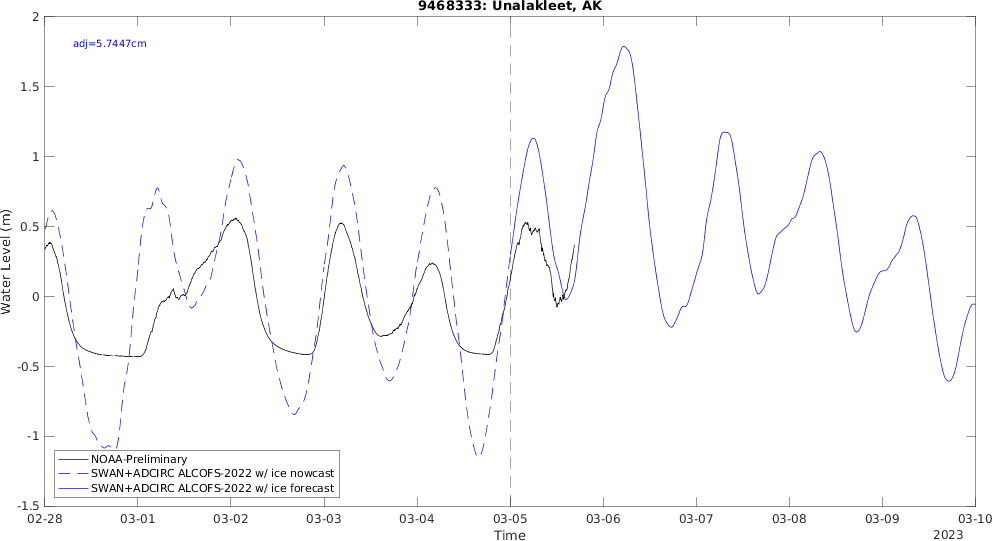 9468333: Unalakleet, AK
adj=5.7447cm
Water Level (m)
2
1.5
1
0.5
0
-0.5
-1
-1.5
NOAA-Preliminary
SWAN+ADCIRC ALCOFS-2022 w/ ice nowcast
SWAN+ADCIRC ALCOFS-2022 w/ ice forecast
02-28 03-01 03-02 03-03 03-04 03-05 03-06 03-07 03-08 03-09 03-10
Time
2023